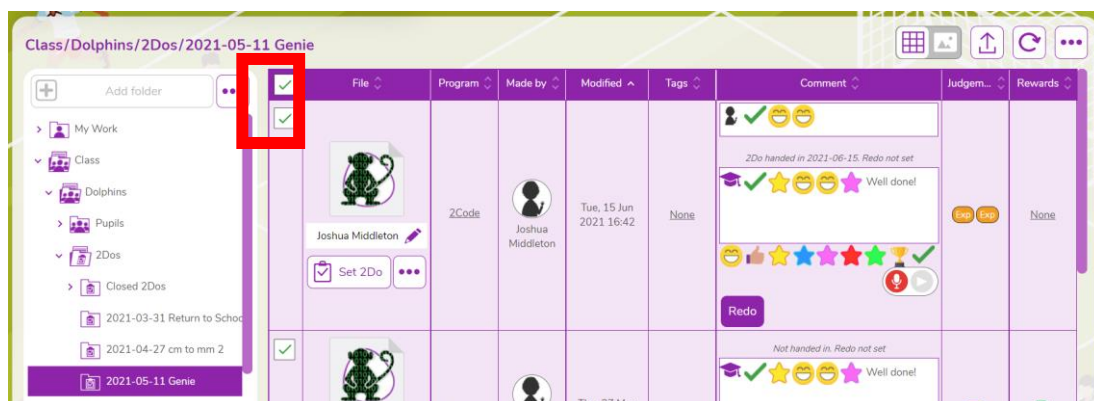 Class/Dolphins/2Dos/2021-05-11 Genie
Add folder
My Work
Class
Dolphins
Pupils
2Dos
Closed 2Dos
2021-03-31 Return to Schoo
2021-04-27 cm to mm 2
2021-05-11 Genie
File Program Made by Modified Tags Comment Judgem... Rewards
2Do handed in 2021-06-15. Redo not set
Well done!
Joshua Middleton
2Code
Joshua
Middleton
Tue, 15 Jun
2021 16:42
None
Exp Exp
None
Set 2Do
Redo
Not handed in. Redo not set
Well done!